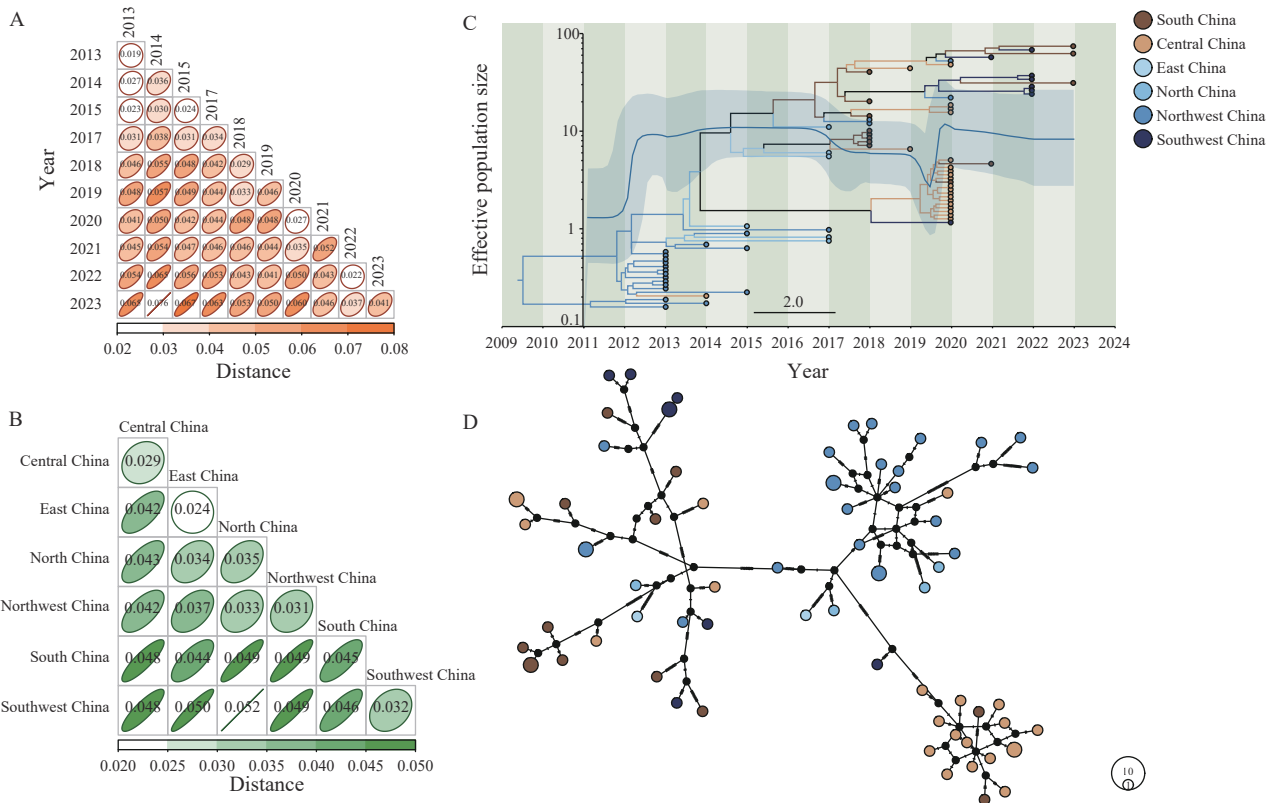 A
2013
2014
2015
2017
2018
2019
2020
2021
2022
2023
Year
2013 0.019
2014 0.027 0.036
2015 0.023 0.030 0.024
2017 0.031 0.038 0.031 0.034
2018 0.046 0.055 0.048 0.042 0.029
2019 0.048 0.057 0.049 0.044 0.033 0.046
2020 0.041 0.050 0.042 0.044 0.048 0.048 0.027
2021 0.045 0.054 0.047 0.046 0.046 0.044 0.035 0.052
2022 0.054 0.065 0.056 0.053 0.043 0.041 0.050 0.043 0.022
2023 0.065 0.076 0.067 0.063 0.053 0.050 0.060 0.046 0.037 0.041
0.02 0.03 0.04 0.05 0.06 0.07 0.08
Distance
B
Central China
East China
North China
Northwest China
South China
Southwest China
Central China 0.029
East China 0.042 0.024
North China 0.043 0.034 0.035
Northwest China 0.042 0.037 0.033 0.031
South China 0.048 0.044 0.049 0.049 0.045
Southwest China 0.048 0.050 0.052 0.049 0.046 0.032
0.020 0.025 0.030 0.035 0.040 0.045 0.050
Distance
C
Effective population size
100
10
1
0.1
2.0
2009 2010 2011 2012 2013 2014 2015 2016 2017 2018 2019 2020 2021 2022 2023 2024
Year
South China
Central China
East China
North China
Northwest China
Southwest China
D
10
1